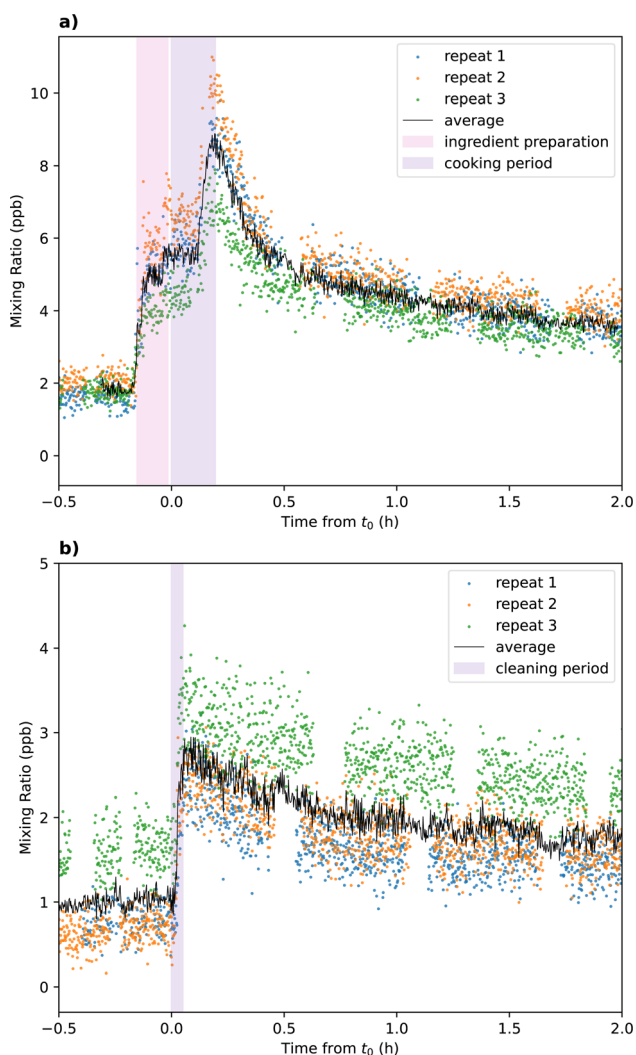 a)
10
8
6
4
2
0
Mixing Ratio (ppb)
repeat 1
repeat 2
repeat 3
average
ingredient preparation
cooking period
−0.5 0.0 0.5 1.0 1.5 2.0
Time from t₀ (h)
b)
5
4
3
2
1
0
Mixing Ratio (ppb)
repeat 1
repeat 2
repeat 3
average
cleaning period
−0.5 0.0 0.5 1.0 1.5 2.0
Time from t₀ (h)